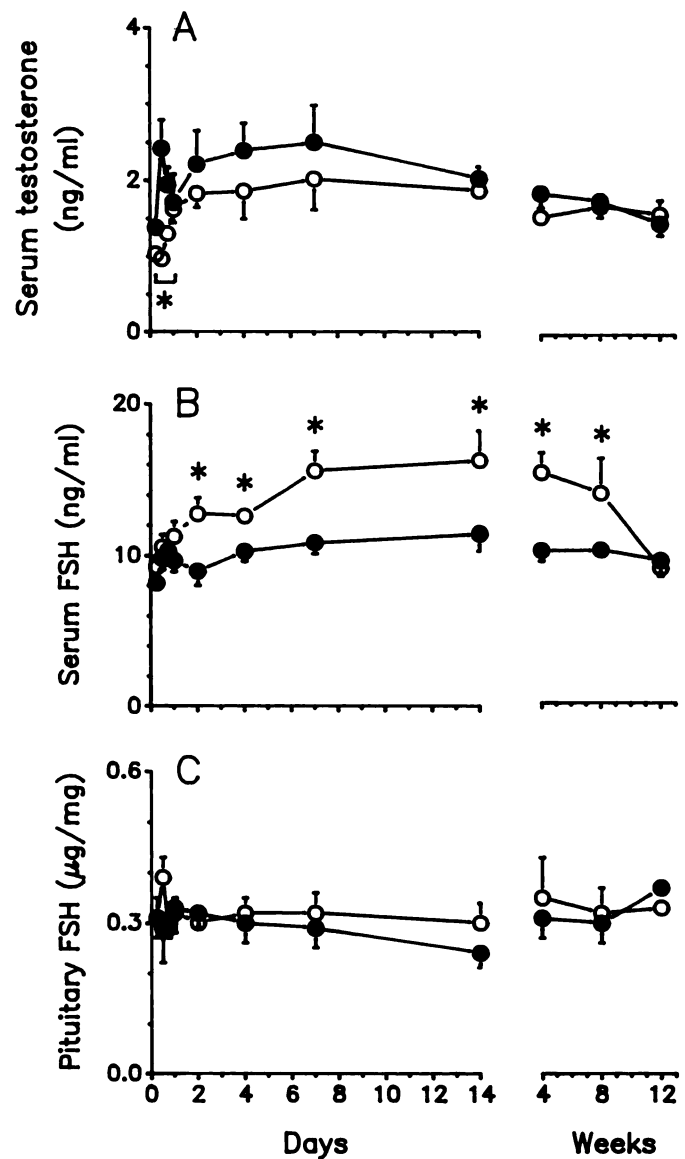 A
Serum testosterone
(ng/ml)
4
2
0
*
B
Serum FSH (ng/ml)
20
10
0
* * * * * *
C
Pituitary FSH (µg/mg)
0.6
0.3
0.0
0 2 4 6 8 10 12 14 4 8 12
Days Weeks